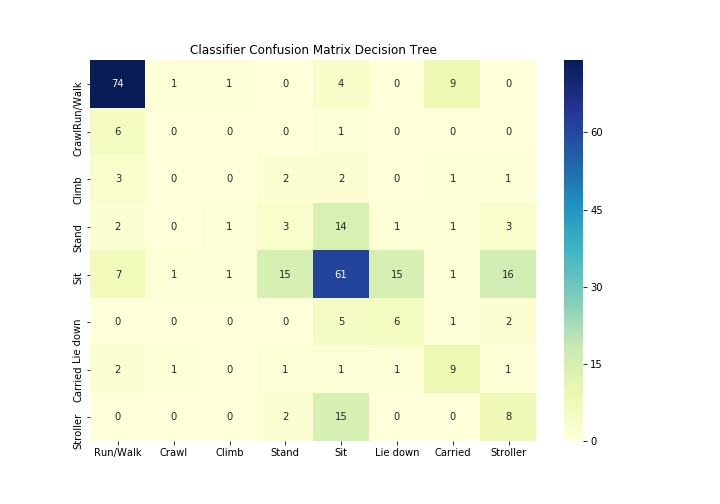 Classifier Confusion Matrix Decision Tree
Run/Walk 74 1 1 0 4 0 9 0
Crawl 6 0 0 0 1 0 0 0
Climb 3 0 0 2 2 0 1 1
Stand 2 0 1 3 14 1 1 3
Sit 7 1 1 15 61 15 1 16
Lie down 0 0 0 0 5 6 1 2
Carried 2 1 0 1 1 1 9 1
Stroller 0 0 0 2 15 0 0 8
Run/Walk Crawl Climb Stand Sit Lie down Carried Stroller
60
45
30
15
0